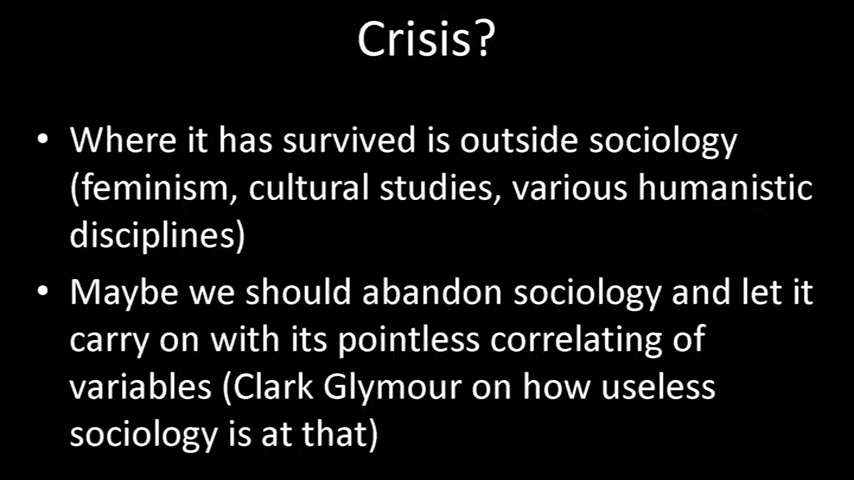 Crisis?
• Where it has survived is outside sociology
(feminism, cultural studies, various humanistic
disciplines)
• Maybe we should abandon sociology and let it
carry on with its pointless correlating of
variables (Clark Glymour on how useless
sociology is at that)